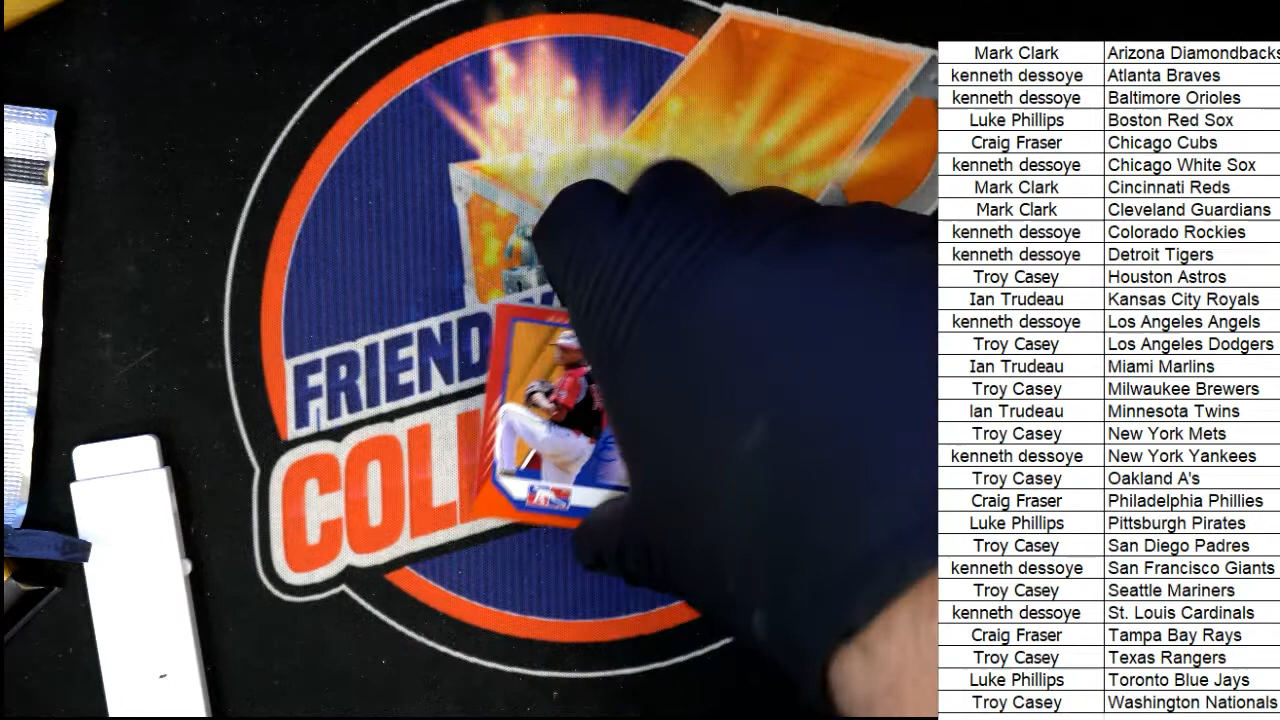 FRIEND
COL
Mark Clark Arizona Diamondbacks
kenneth dessoye Atlanta Braves
kenneth dessoye Baltimore Orioles
Luke Phillips Boston Red Sox
Craig Fraser Chicago Cubs
kenneth dessoye Chicago White Sox
Mark Clark Cincinnati Reds
Mark Clark Cleveland Guardians
kenneth dessoye Colorado Rockies
kenneth dessoye Detroit Tigers
Troy Casey Houston Astros
Ian Trudeau Kansas City Royals
kenneth dessoye Los Angeles Angels
Troy Casey Los Angeles Dodgers
Ian Trudeau Miami Marlins
Troy Casey Milwaukee Brewers
Ian Trudeau Minnesota Twins
Troy Casey New York Mets
kenneth dessoye New York Yankees
Troy Casey Oakland A's
Craig Fraser Philadelphia Phillies
Luke Phillips Pittsburgh Pirates
Troy Casey San Diego Padres
kenneth dessoye San Francisco Giants
Troy Casey Seattle Mariners
kenneth dessoye St. Louis Cardinals
Craig Fraser Tampa Bay Rays
Troy Casey Texas Rangers
Luke Phillips Toronto Blue Jays
Troy Casey Washington Nationals